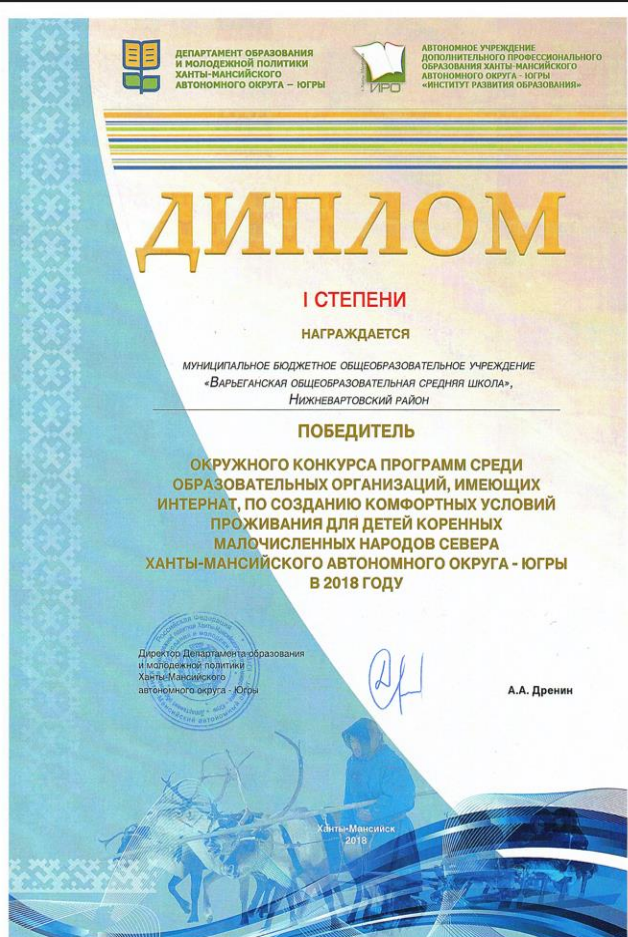 ДЕПАРТАМЕНТ ОБРАЗОВАНИЯ
И МОЛОДЕЖНОЙ ПОЛИТИКИ
ХАНТЫ-МАНСИЙСКОГО
АВТОНОМНОГО ОКРУГА – ЮГРЫ
ИРО
АВТОНОМНОЕ УЧРЕЖДЕНИЕ
ДОПОЛНИТЕЛЬНОГО ПРОФЕССИОНАЛЬНОГО
ОБРАЗОВАНИЯ ХАНТЫ-МАНСИЙСКОГО
АВТОНОМНОГО ОКРУГА - ЮГРЫ
«ИНСТИТУТ РАЗВИТИЯ ОБРАЗОВАНИЯ»
ДИПЛОМ
I СТЕПЕНИ
НАГРАЖДАЕТСЯ
МУНИЦИПАЛЬНОЕ БЮДЖЕТНОЕ ОБЩЕОБРАЗОВАТЕЛЬНОЕ УЧРЕЖДЕНИЕ
«ВАРЬЕГАНСКАЯ ОБЩЕОБРАЗОВАТЕЛЬНАЯ СРЕДНЯЯ ШКОЛА»,
НИЖНЕВАРТОВСКИЙ РАЙОН
ПОБЕДИТЕЛЬ
ОКРУЖНОГО КОНКУРСА ПРОГРАММ СРЕДИ
ОБРАЗОВАТЕЛЬНЫХ ОРГАНИЗАЦИЙ, ИМЕЮЩИХ
ИНТЕРНАТ, ПО СОЗДАНИЮ КОМФОРТНЫХ УСЛОВИЙ
ПРОЖИВАНИЯ ДЛЯ ДЕТЕЙ КОРЕННЫХ
МАЛОЧИСЛЕННЫХ НАРОДОВ СЕВЕРА
ХАНТЫ-МАНСИЙСКОГО АВТОНОМНОГО ОКРУГА - ЮГРЫ
В 2018 ГОДУ
Директор Департамента образования
и молодежной политики
Ханты-Мансийского
автономного округа - Югры
А.А. Дренин
Российская Федерация
Ханты-Мансийск
2018